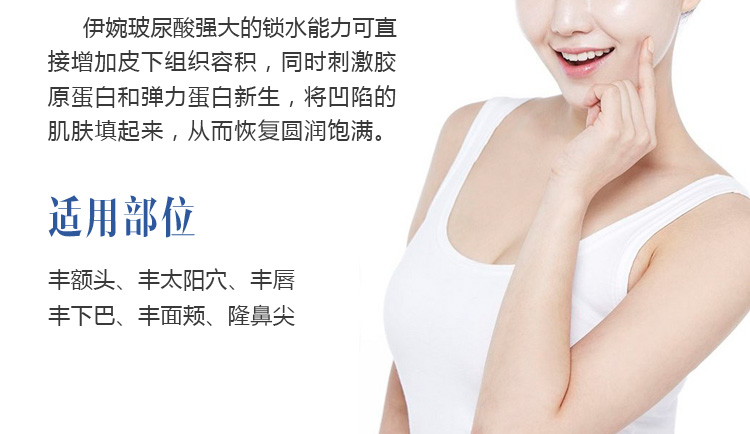 伊婉玻尿酸强大的锁水能力可直
接增加皮下组织容积，同时刺激胶
原蛋白和弹力蛋白新生，将凹陷的
肌肤填起来，从而恢复圆润饱满。
适用部位
丰额头、丰太阳穴、丰唇
丰下巴、丰面颊、隆鼻尖